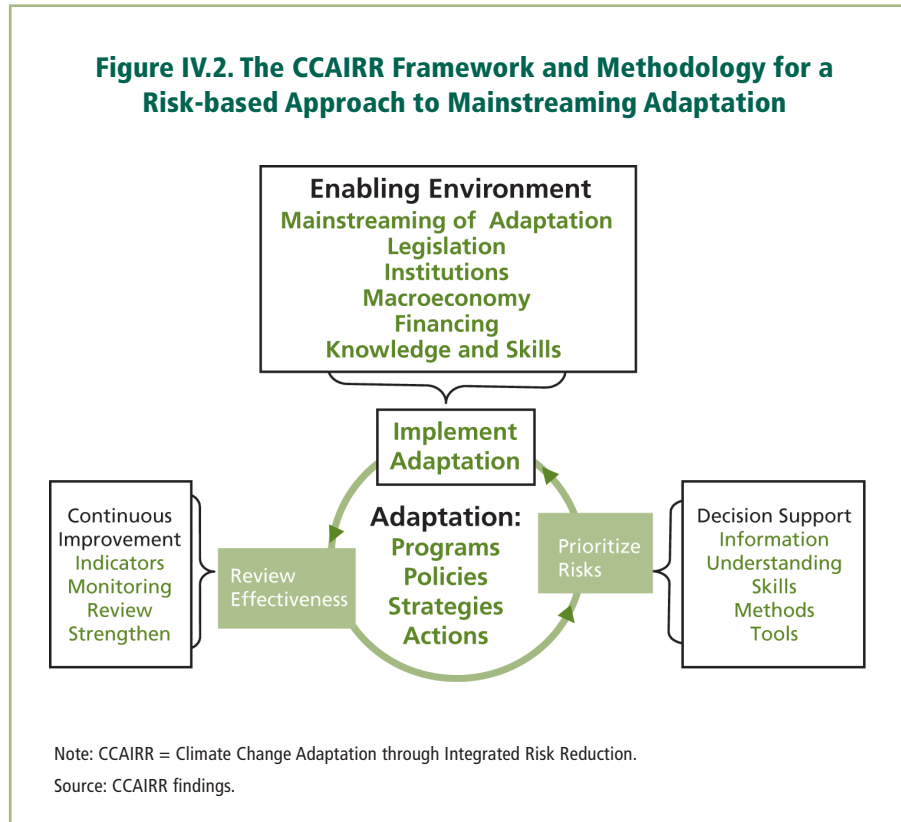 Figure IV.2. The CCAIRR Framework and Methodology for a
Risk-based Approach to Mainstreaming Adaptation
Enabling Environment
Mainstreaming of Adaptation
Legislation
Institutions
Macroeconomy
Financing
Knowledge and Skills
Implement
Adaptation
Continuous
Improvement
Indicators
Monitoring
Review
Strengthen
Review
Effectiveness
Adaptation:
Programs
Policies
Strategies
Actions
Prioritize
Risks
Decision Support
Information
Understanding
Skills
Methods
Tools
Note: CCAIRR = Climate Change Adaptation through Integrated Risk Reduction.
Source: CCAIRR findings.